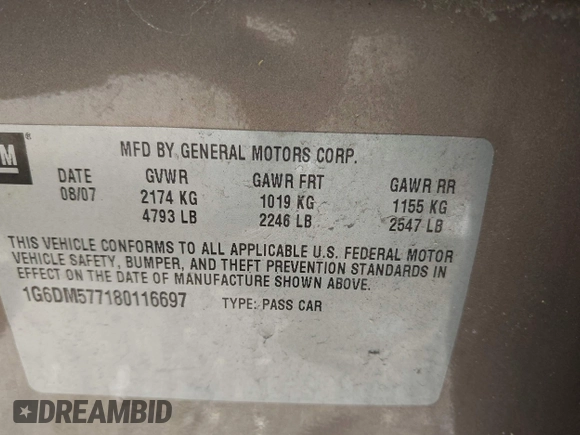 M ®
MFD BY GENERAL MOTORS CORP.
DATE GVWR GAWR FRT GAWR RR
08/07 2174 KG 1019 KG 1155 KG
4793 LB 2246 LB 2547 LB
THIS VEHICLE CONFORMS TO ALL APPLICABLE U.S. FEDERAL MOTOR
VEHICLE SAFETY, BUMPER, AND THEFT PREVENTION STANDARDS IN
EFFECT ON THE DATE OF MANUFACTURE SHOWN ABOVE.
1G6DM577180116697 TYPE: PASS CAR
DREAMBID